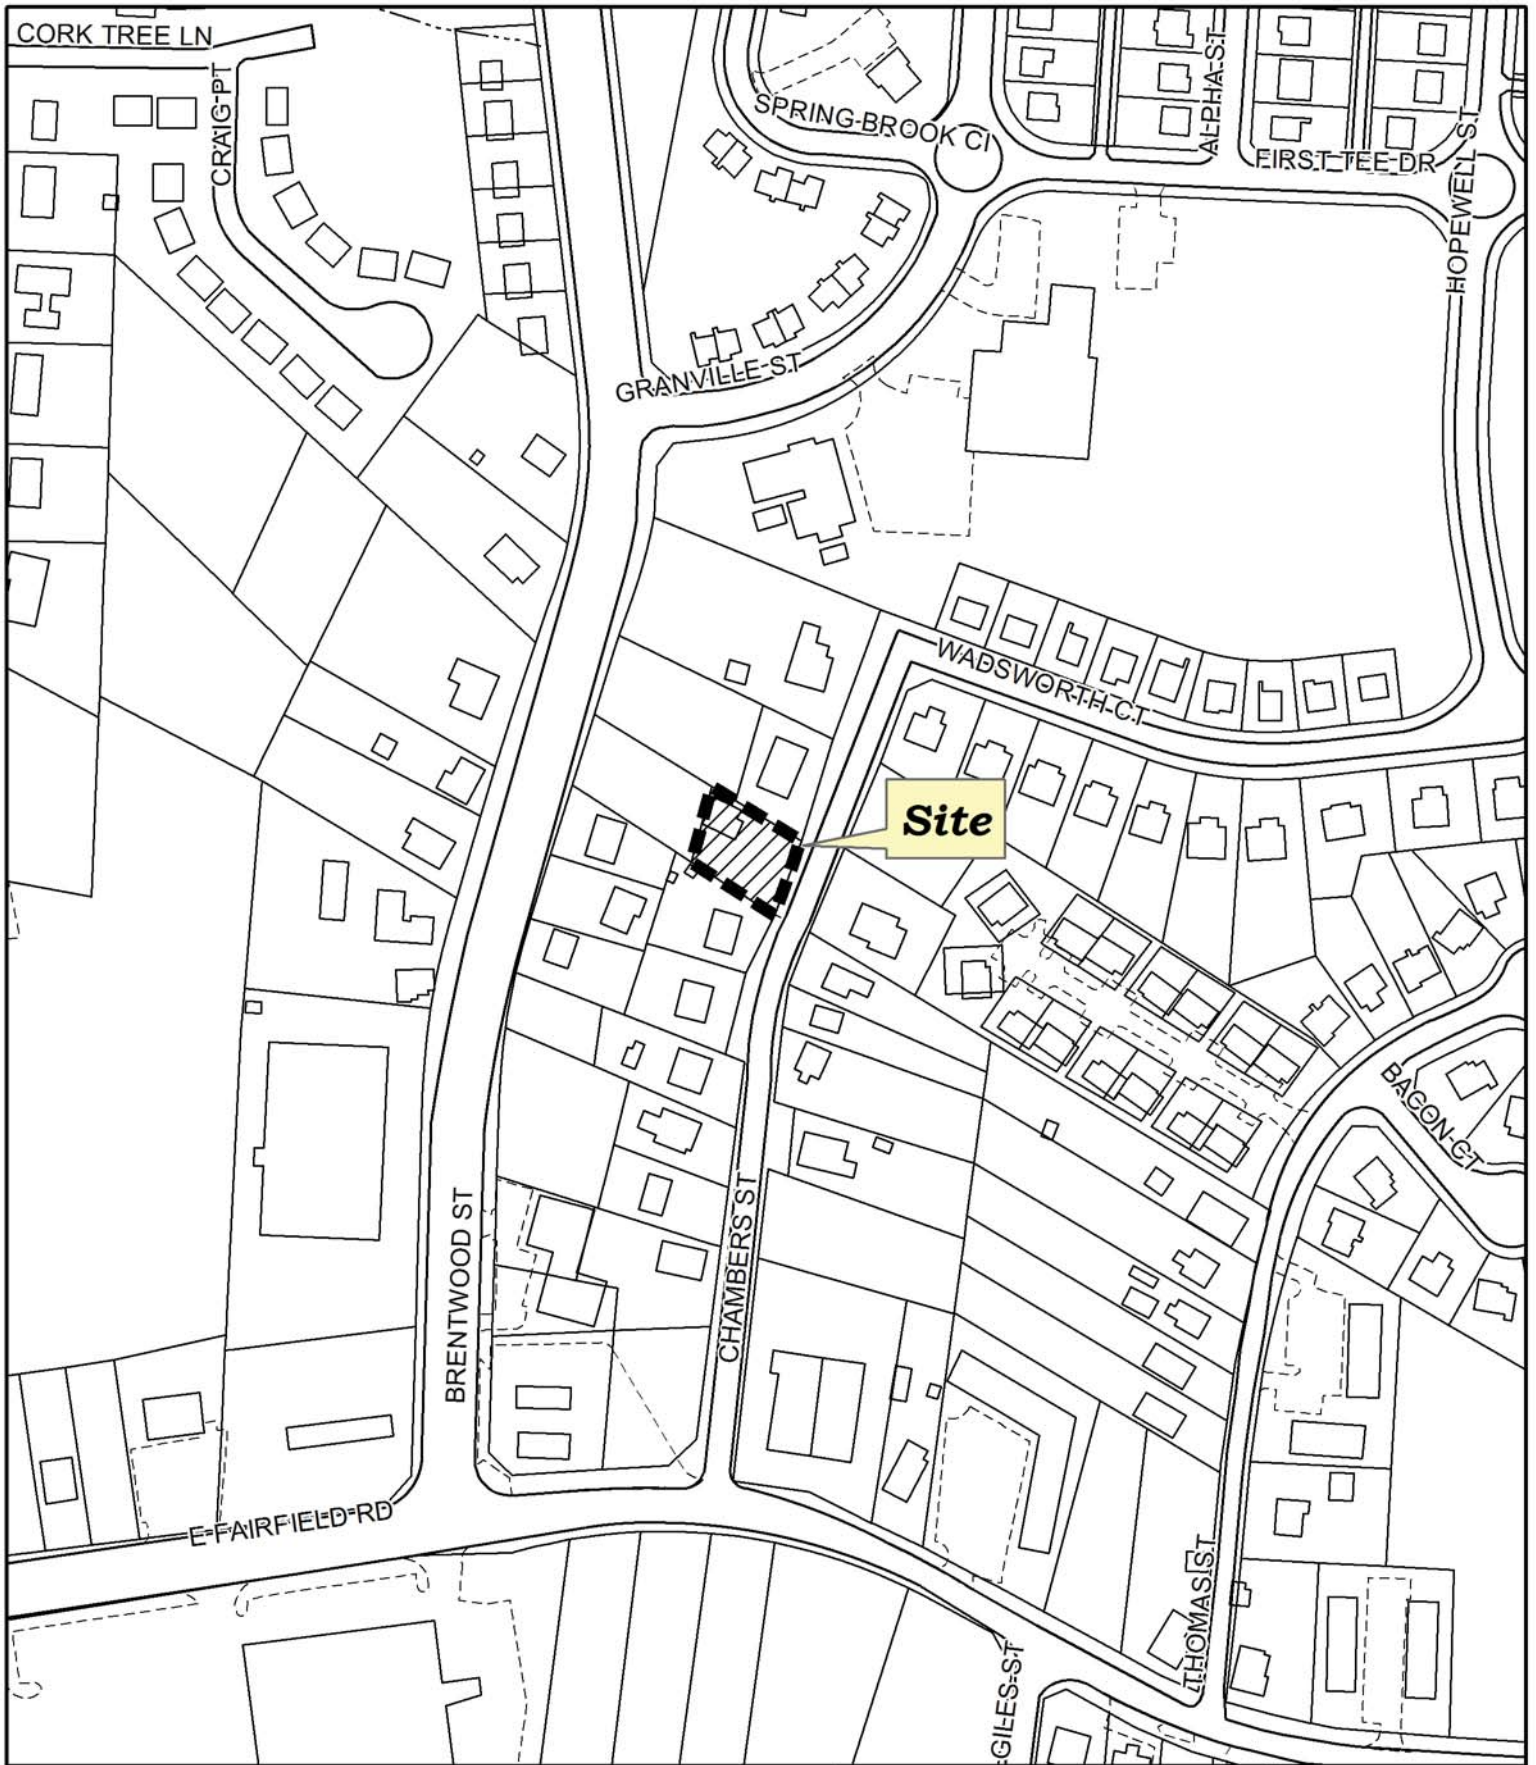 CORK TREE LN
CRAIG PT
SPRING BROOK CI
ALPHA ST
FIRST TEE DR
HOPEWELL ST
GRANVILLE ST
WADSWORTH CT
Site
BACON CT
BRENTWOOD ST
CHAMBERS ST
E FAIRFIELD RD
THOMAS ST
GILES ST